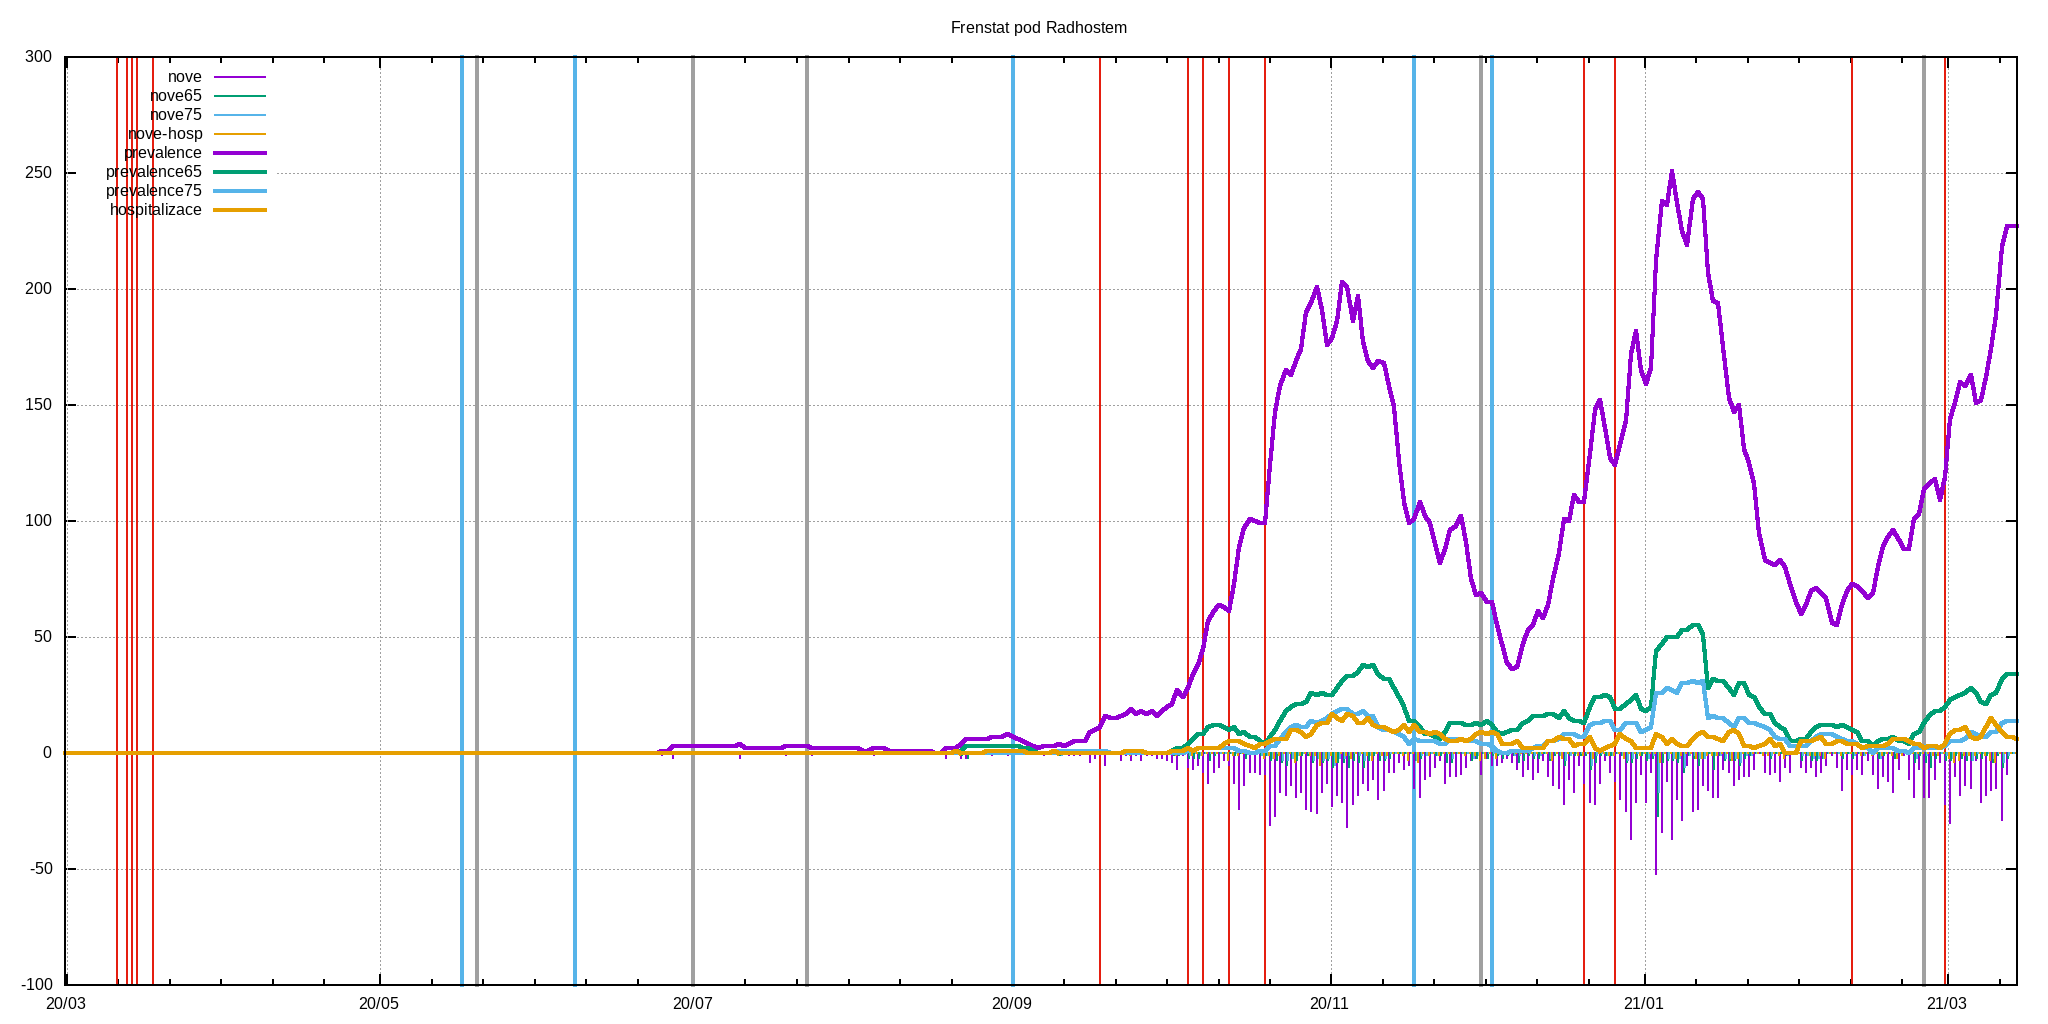 Frenstat pod Radhostem
300
250
200
150
100
50
0
-50
-100
nove
nove65
nove75
nove-hosp
prevalence
prevalence65
prevalence75
hospitalizace
20/03
20/05
20/07
20/09
20/11
21/01
21/03